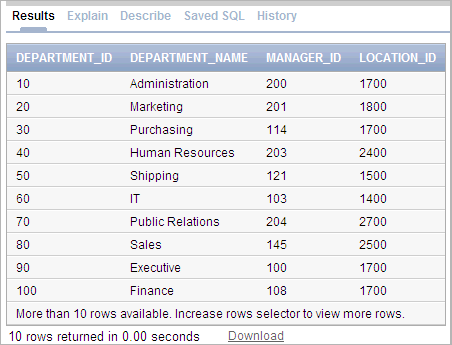 Results Explain Describe Saved SQL History
DEPARTMENT_ID DEPARTMENT_NAME MANAGER_ID LOCATION_ID
10 Administration 200 1700
20 Marketing 201 1800
30 Purchasing 114 1700
40 Human Resources 203 2400
50 Shipping 121 1500
60 IT 103 1400
70 Public Relations 204 2700
80 Sales 145 2500
90 Executive 100 1700
100 Finance 108 1700
More than 10 rows available. Increase rows selector to view more rows.
10 rows returned in 0.00 seconds Download